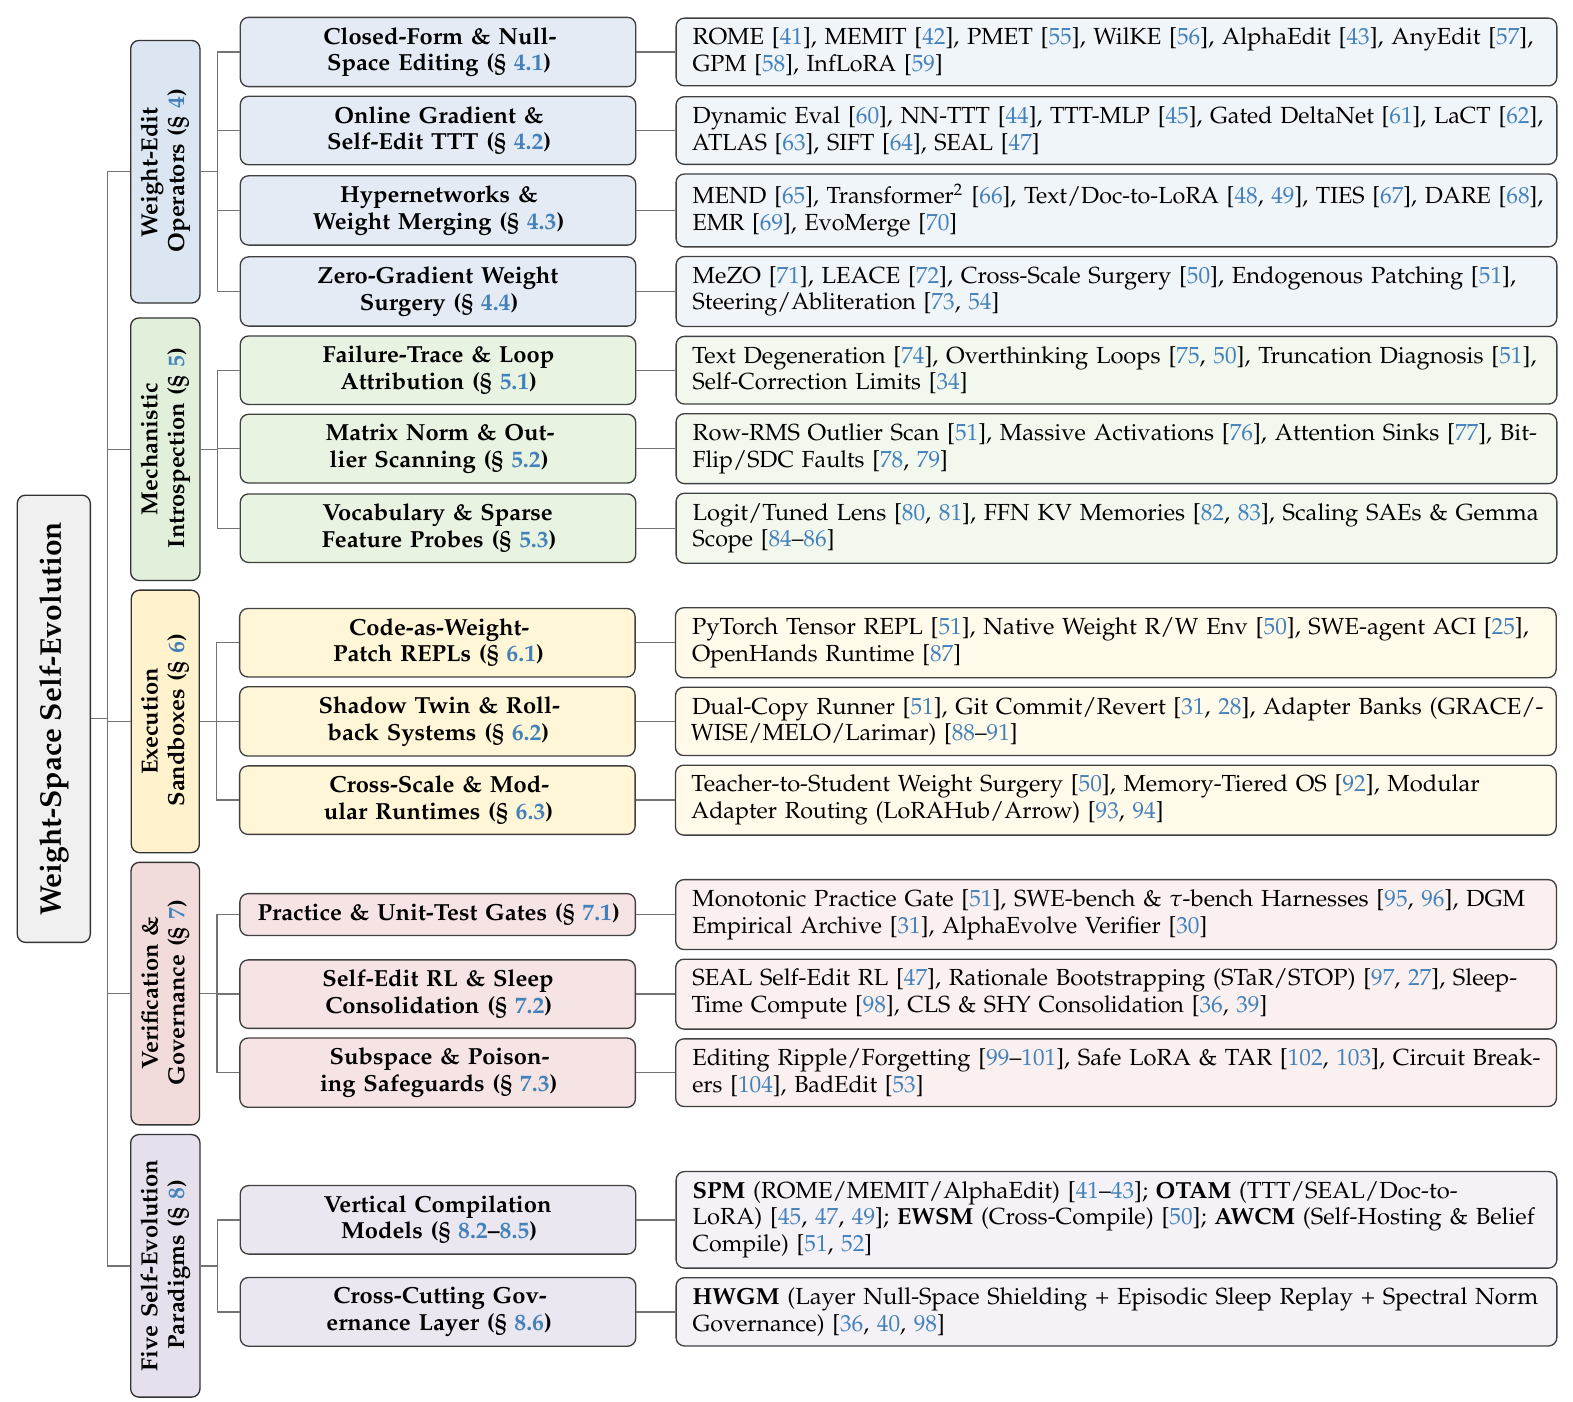 Weight-Space Self-Evolution
Weight-Edit
Operators (§ 4)
Closed-Form & Null-
Space Editing (§ 4.1)
ROME [41], MEMIT [42], PMET [55], WilKE [56], AlphaEdit [43], AnyEdit [57],
GPM [58], InfLoRA [59]
Online Gradient &
Self-Edit TTT (§ 4.2)
Dynamic Eval [60], NN-TTT [44], TTT-MLP [45], Gated DeltaNet [61], LaCT [62],
ATLAS [63], SIFT [64], SEAL [47]
Hypernetworks &
Weight Merging (§ 4.3)
MEND [65], Transformer² [66], Text/Doc-to-LoRA [48, 49], TIES [67], DARE [68],
EMR [69], EvoMerge [70]
Zero-Gradient Weight
Surgery (§ 4.4)
MeZO [71], LEACE [72], Cross-Scale Surgery [50], Endogenous Patching [51],
Steering/Abliteration [73, 54]
Mechanistic
Introspection (§ 5)
Failure-Trace & Loop
Attribution (§ 5.1)
Text Degeneration [74], Overthinking Loops [75, 50], Truncation Diagnosis [51],
Self-Correction Limits [34]
Matrix Norm & Out-
lier Scanning (§ 5.2)
Row-RMS Outlier Scan [51], Massive Activations [76], Attention Sinks [77], Bit-
Flip/SDC Faults [78, 79]
Vocabulary & Sparse
Feature Probes (§ 5.3)
Logit/Tuned Lens [80, 81], FFN KV Memories [82, 83], Scaling SAEs & Gemma
Scope [84–86]
Execution
Sandboxes (§ 6)
Code-as-Weight-
Patch REPLs (§ 6.1)
PyTorch Tensor REPL [51], Native Weight R/W Env [50], SWE-agent ACI [25],
OpenHands Runtime [87]
Shadow Twin & Roll-
back Systems (§ 6.2)
Dual-Copy Runner [51], Git Commit/Revert [31, 28], Adapter Banks (GRACE/-
WISE/MELO/Larimar) [88–91]
Cross-Scale & Mod-
ular Runtimes (§ 6.3)
Teacher-to-Student Weight Surgery [50], Memory-Tiered OS [92], Modular
Adapter Routing (LoRAHub/Arrow) [93, 94]
Verification &
Governance (§ 7)
Practice & Unit-Test Gates (§ 7.1)
Monotonic Practice Gate [51], SWE-bench & τ-bench Harnesses [95, 96], DGM
Empirical Archive [31], AlphaEvolve Verifier [30]
Self-Edit RL & Sleep
Consolidation (§ 7.2)
SEAL Self-Edit RL [47], Rationale Bootstrapping (STaR/STOP) [97, 27], Sleep-
Time Compute [98], CLS & SHY Consolidation [36, 39]
Subspace & Poison-
ing Safeguards (§ 7.3)
Editing Ripple/Forgetting [99–101], Safe LoRA & TAR [102, 103], Circuit Break-
ers [104], BadEdit [53]
Five Self-Evolution
Paradigms (§ 8)
Vertical Compilation
Models (§ 8.2–8.5)
SPM (ROME/MEMIT/AlphaEdit) [41–43]; OTAM (TTT/SEAL/Doc-to-
LoRA) [45, 47, 49]; EWSM (Cross-Compile) [50]; AWCM (Self-Hosting & Belief
Compile) [51, 52]
Cross-Cutting Gov-
ernance Layer (§ 8.6)
HWGM (Layer Null-Space Shielding + Episodic Sleep Replay + Spectral Norm
Governance) [36, 40, 98]